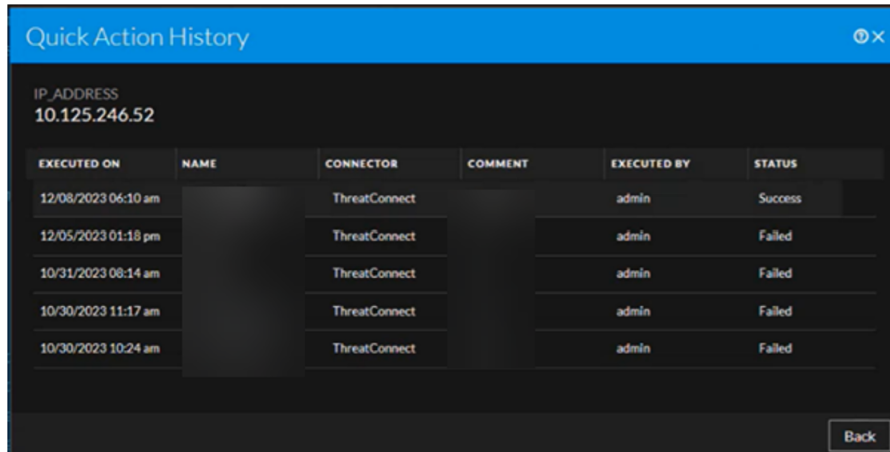 Quick Action History
IP_ADDRESS
10.125.246.52
EXECUTED ON NAME CONNECTOR COMMENT EXECUTED BY STATUS
12/08/2023 06:10 am ThreatConnect admin Success
12/05/2023 01:18 pm ThreatConnect admin Failed
10/31/2023 08:14 am ThreatConnect admin Failed
10/30/2023 11:17 am ThreatConnect admin Failed
10/30/2023 10:24 am ThreatConnect admin Failed
Back